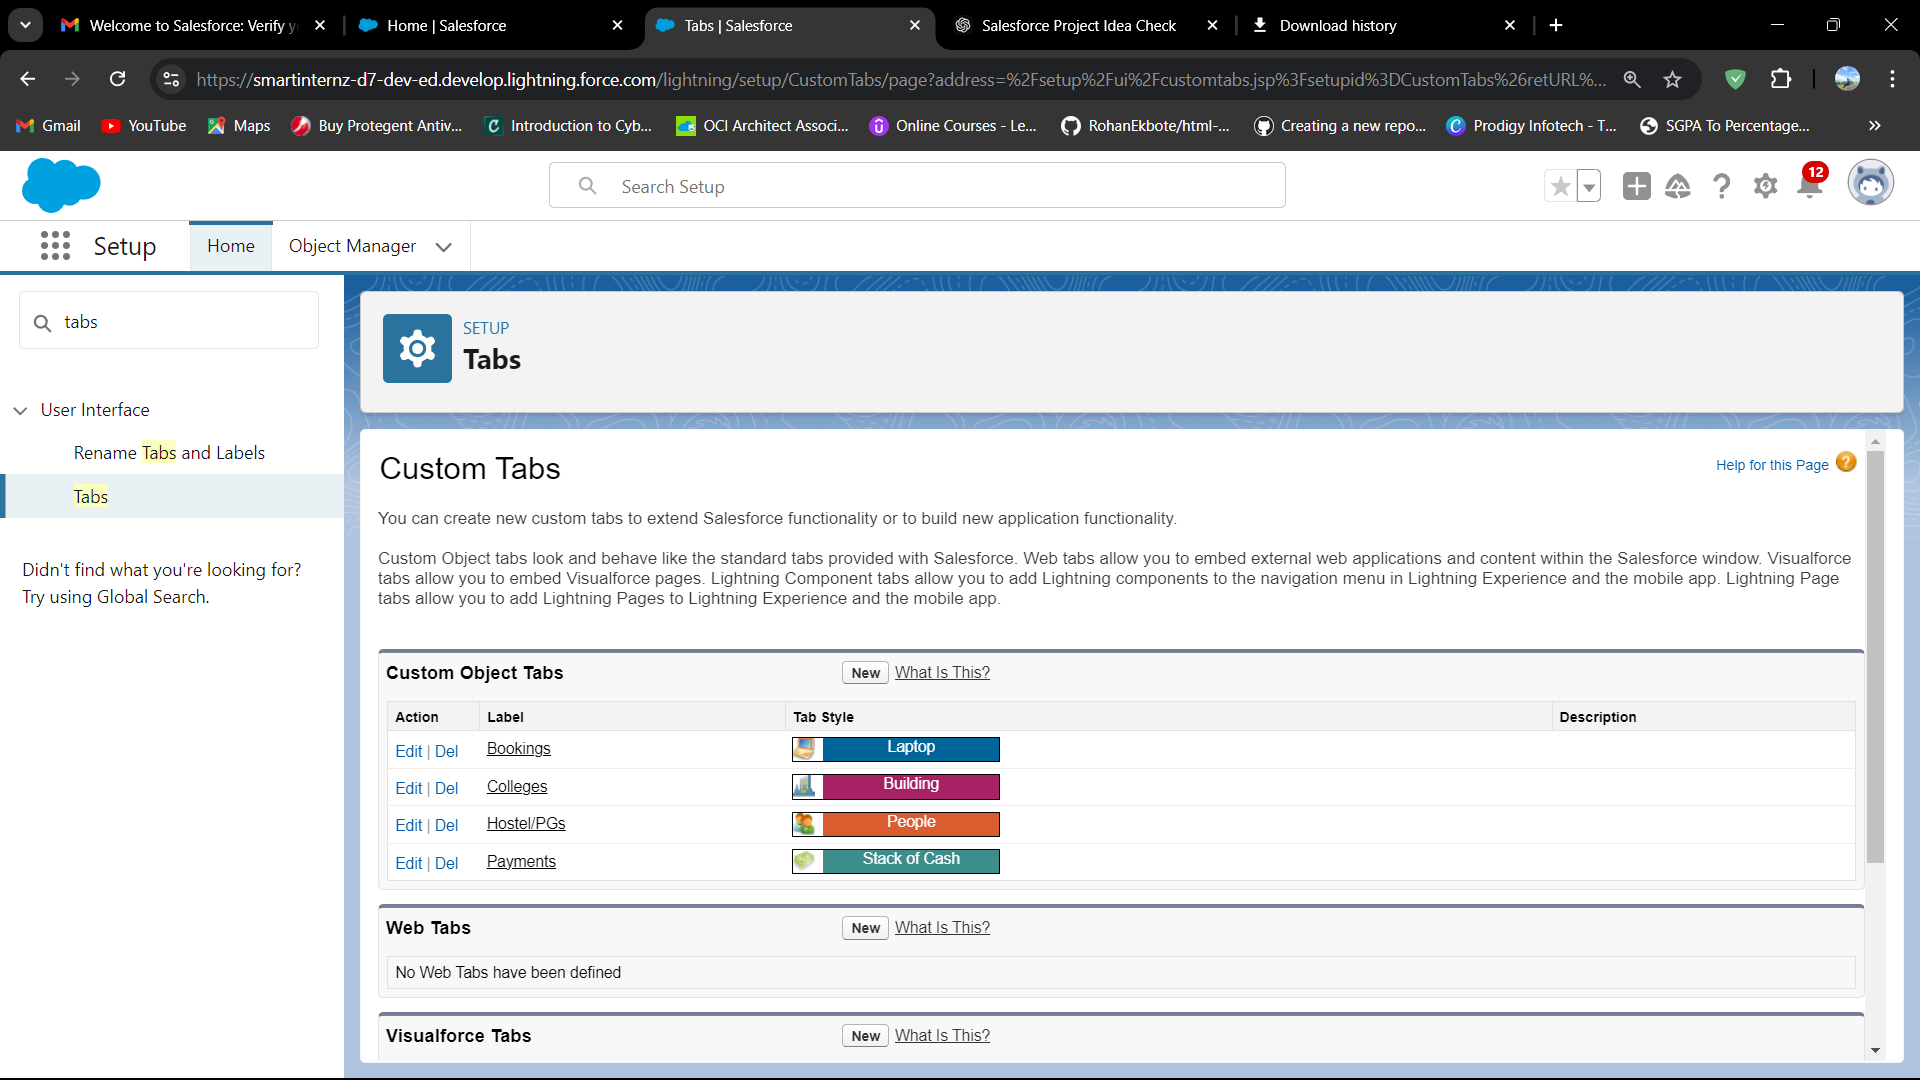 Welcome to Salesforce: Verify y
Home | Salesforce
Tabs | Salesforce
Salesforce Project Idea Check
Download history
https://smartinternz-d7-dev-ed.develop.lightning.force.com/lightning/setup/CustomTabs/page?address=%2Fsetup%2Fui%2Fcustomtabs.jsp%3Fsetupid%3DCustomTabs%26retURL%...
Gmail
YouTube
Maps
Buy Protegent Antiv...
Introduction to Cyb...
OCI Architect Associ...
Online Courses - Le...
RohanEkbote/html-...
Creating a new repo...
Prodigy Infotech - T...
SGPA To Percentage...
Search Setup
12
Setup
Home
Object Manager
tabs
User Interface
Rename Tabs and Labels
Tabs
Didn't find what you're looking for?
Try using Global Search.
SETUP
Tabs
Custom Tabs
Help for this Page
You can create new custom tabs to extend Salesforce functionality or to build new application functionality.
Custom Object tabs look and behave like the standard tabs provided with Salesforce. Web tabs allow you to embed external web applications and content within the Salesforce window. Visualforce
tabs allow you to embed Visualforce pages. Lightning Component tabs allow you to add Lightning components to the navigation menu in Lightning Experience and the mobile app. Lightning Page
tabs allow you to add Lightning Pages to Lightning Experience and the mobile app.
Custom Object Tabs New What Is This?
Action Label Tab Style Description
Edit | Del Bookings Laptop
Edit | Del Colleges Building
Edit | Del Hostel/PGs People
Edit | Del Payments Stack of Cash
Web Tabs New What Is This?
No Web Tabs have been defined
Visualforce Tabs New What Is This?